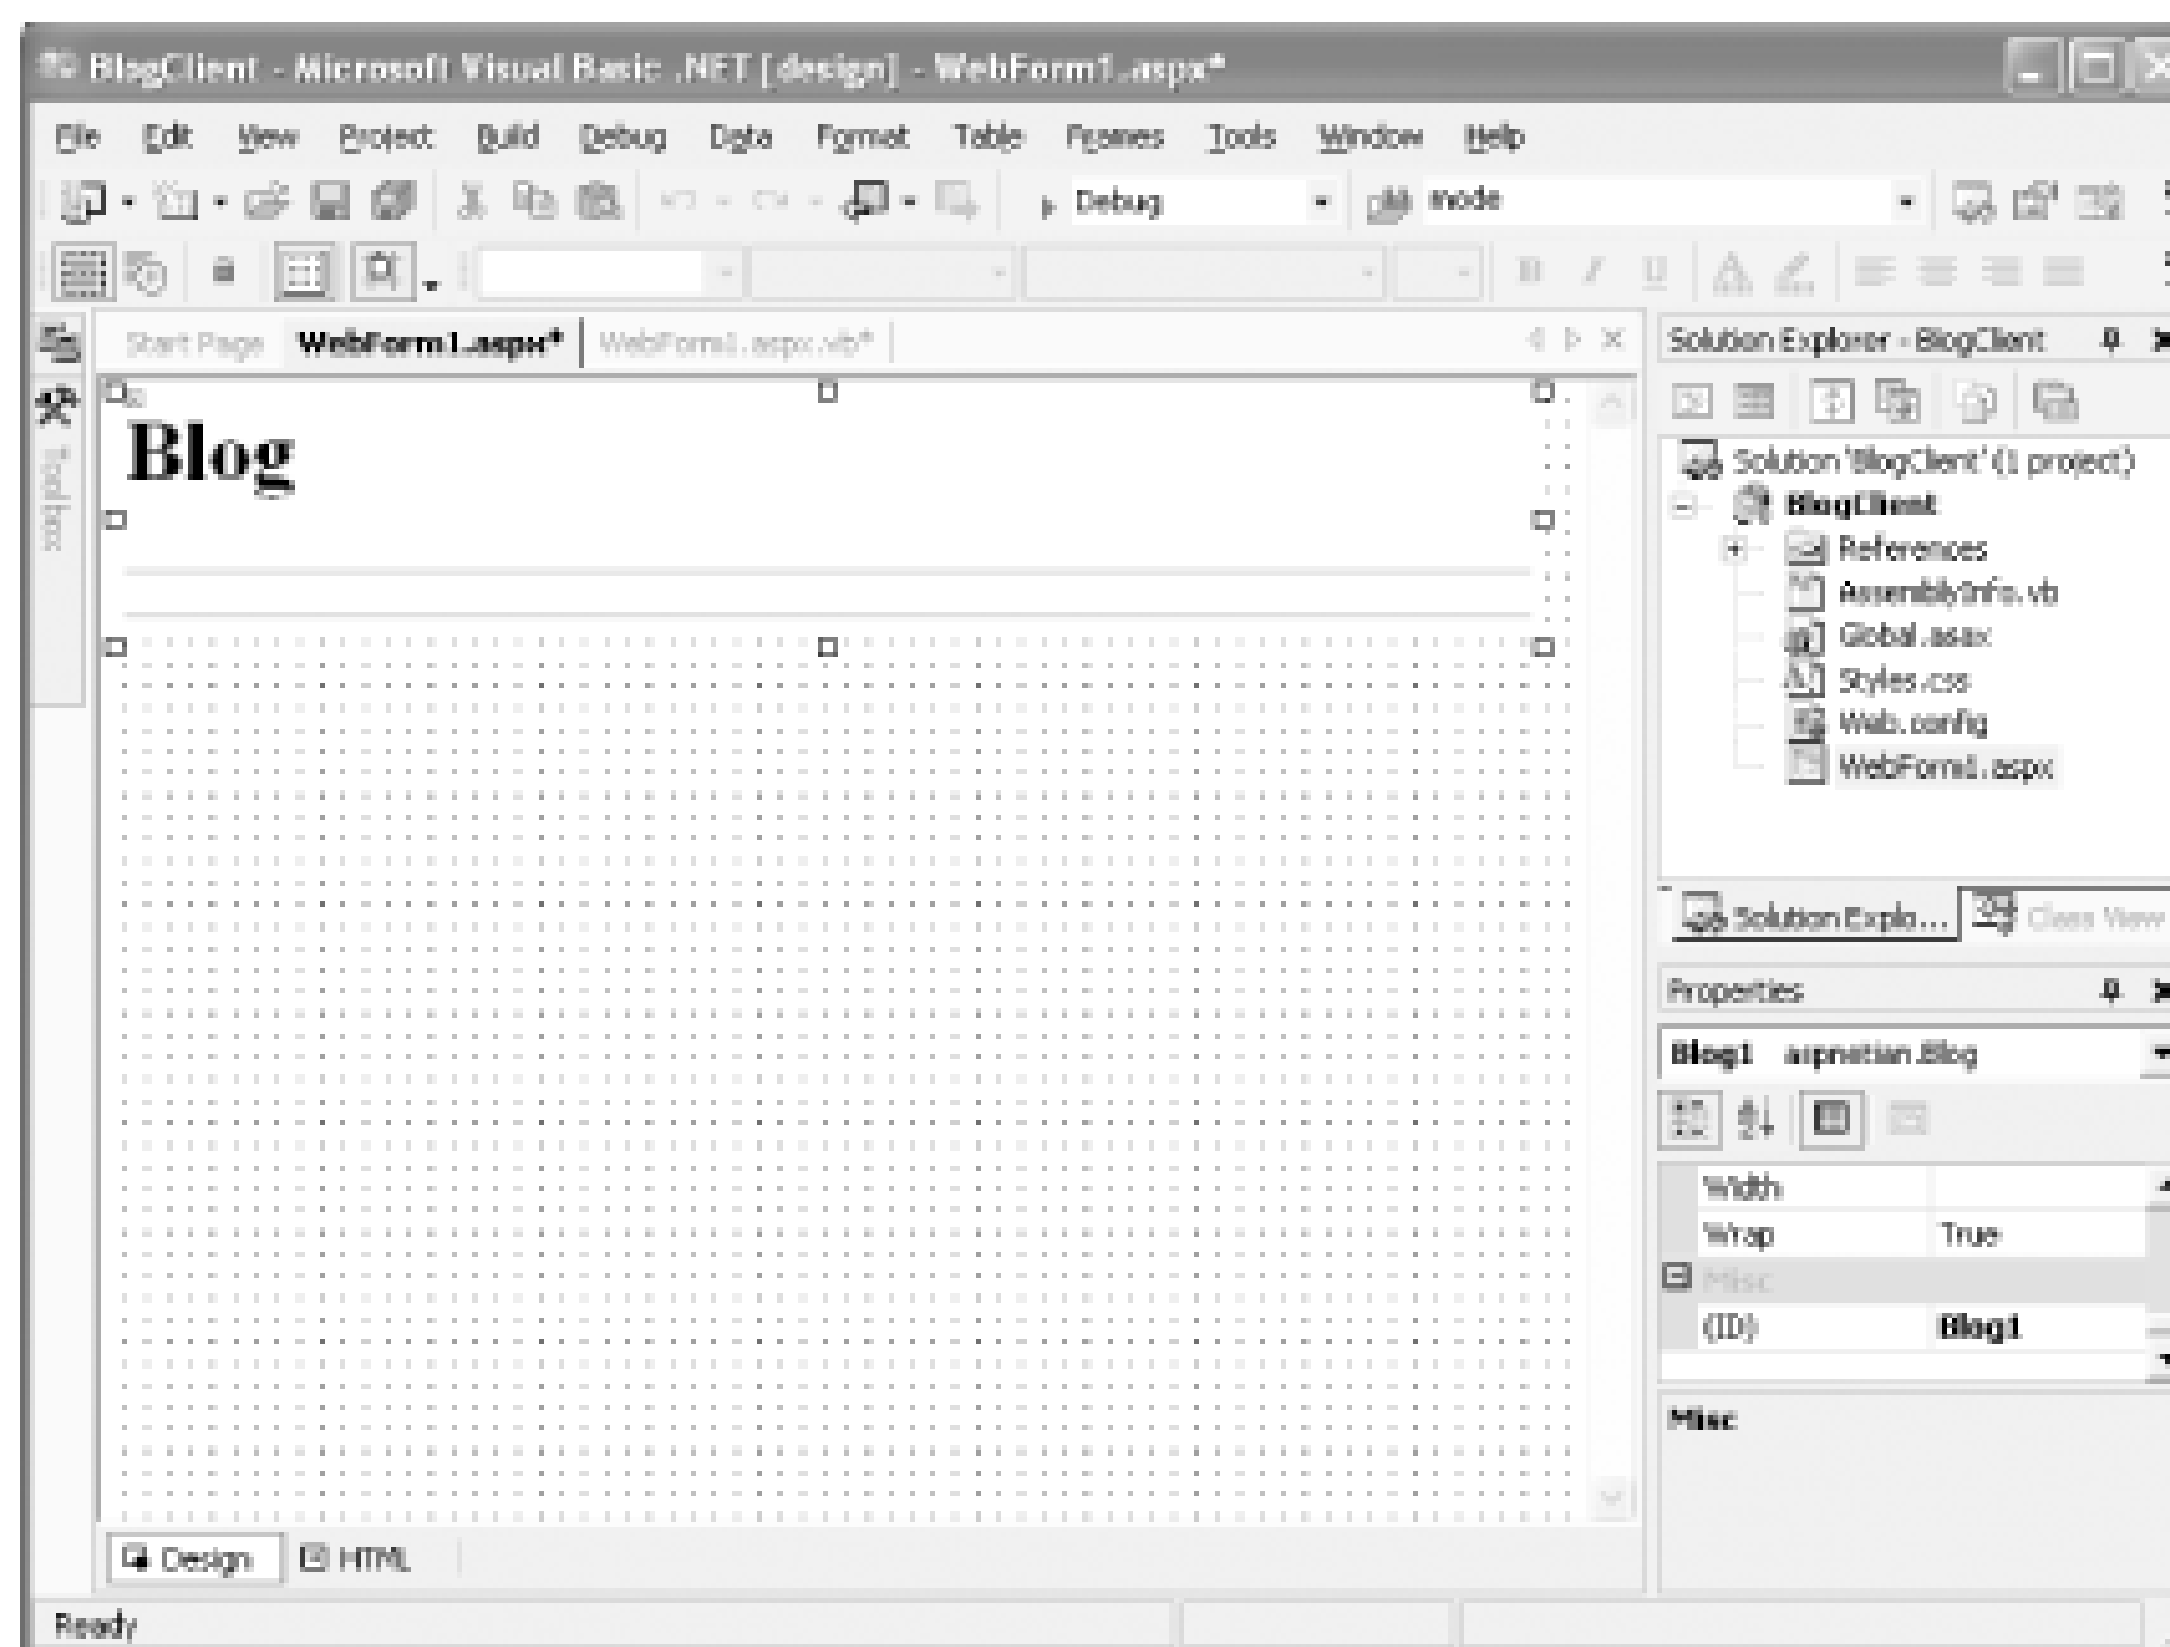 BlogClient - Microsoft Visual Basic .NET [design] - WebForm1.aspx*
File Edit View Project Build Debug Data Format Table Frames Tools Window Help
Debug mode
B I U
Start Page WebForm1.aspx* WebForm1.aspx.vb*
Toolbox
Blog
Design HTML
Ready
Solution Explorer - BlogClient
Solution 'BlogClient' (1 project)
BlogClient
References
AssemblyInfo.vb
Global.asax
Styles.css
Web.config
WebForm1.aspx
Solution Explo... Class View
Properties
Blog1 aspnetian.Blog
Width
Wrap True
Misc
(ID) Blog1
Misc